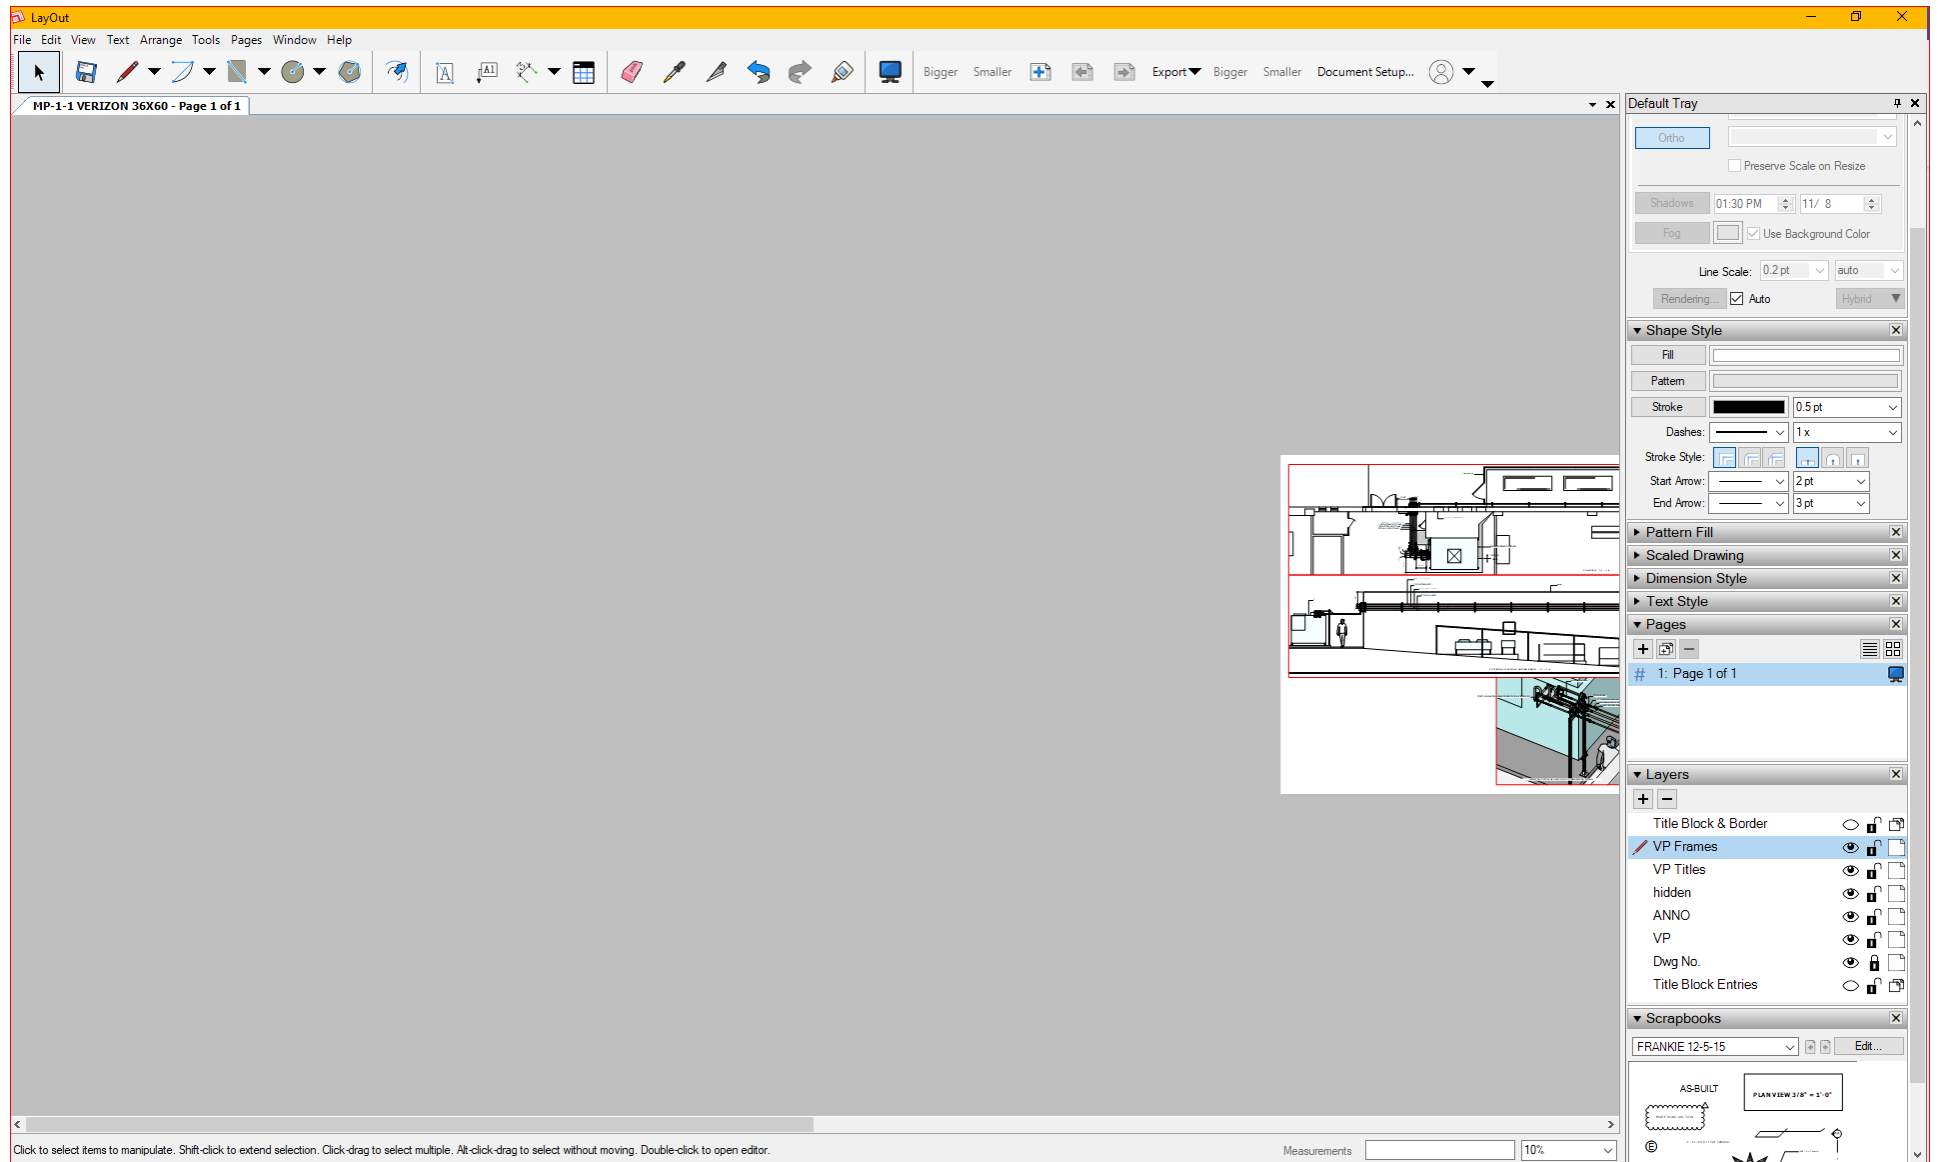 LayOut
File Edit View Text Arrange Tools Pages Window Help
A A1 Bigger Smaller Export Bigger Smaller Document Setup...
MP-1-1 VERIZON 36X60 - Page 1 of 1
Default Tray
Ortho
Preserve Scale on Resize
Shadows 01:30 PM 11/ 8
Fog Use Background Color
Line Scale: 0.2 pt auto
Rendering... Auto Hybrid
Shape Style
Fill
Pattern
Stroke 0.5 pt
Dashes: 1 x
Stroke Style:
Start Arrow: 2 pt
End Arrow: 3 pt
Pattern Fill
Scaled Drawing
Dimension Style
Text Style
Pages
# 1: Page 1 of 1
Layers
Title Block & Border
VP Frames
VP Titles
hidden
ANNO
VP
Dwg No.
Title Block Entries
Scrapbooks
FRANKIE 12-5-15 Edit...
AS-BUILT
PLAN VIEW 3/8" = 1'-0"
E
Click to select items to manipulate. Shift-click to extend selection. Click-drag to select multiple. Alt-click-drag to select without moving. Double-click to open editor.
Measurements 10%